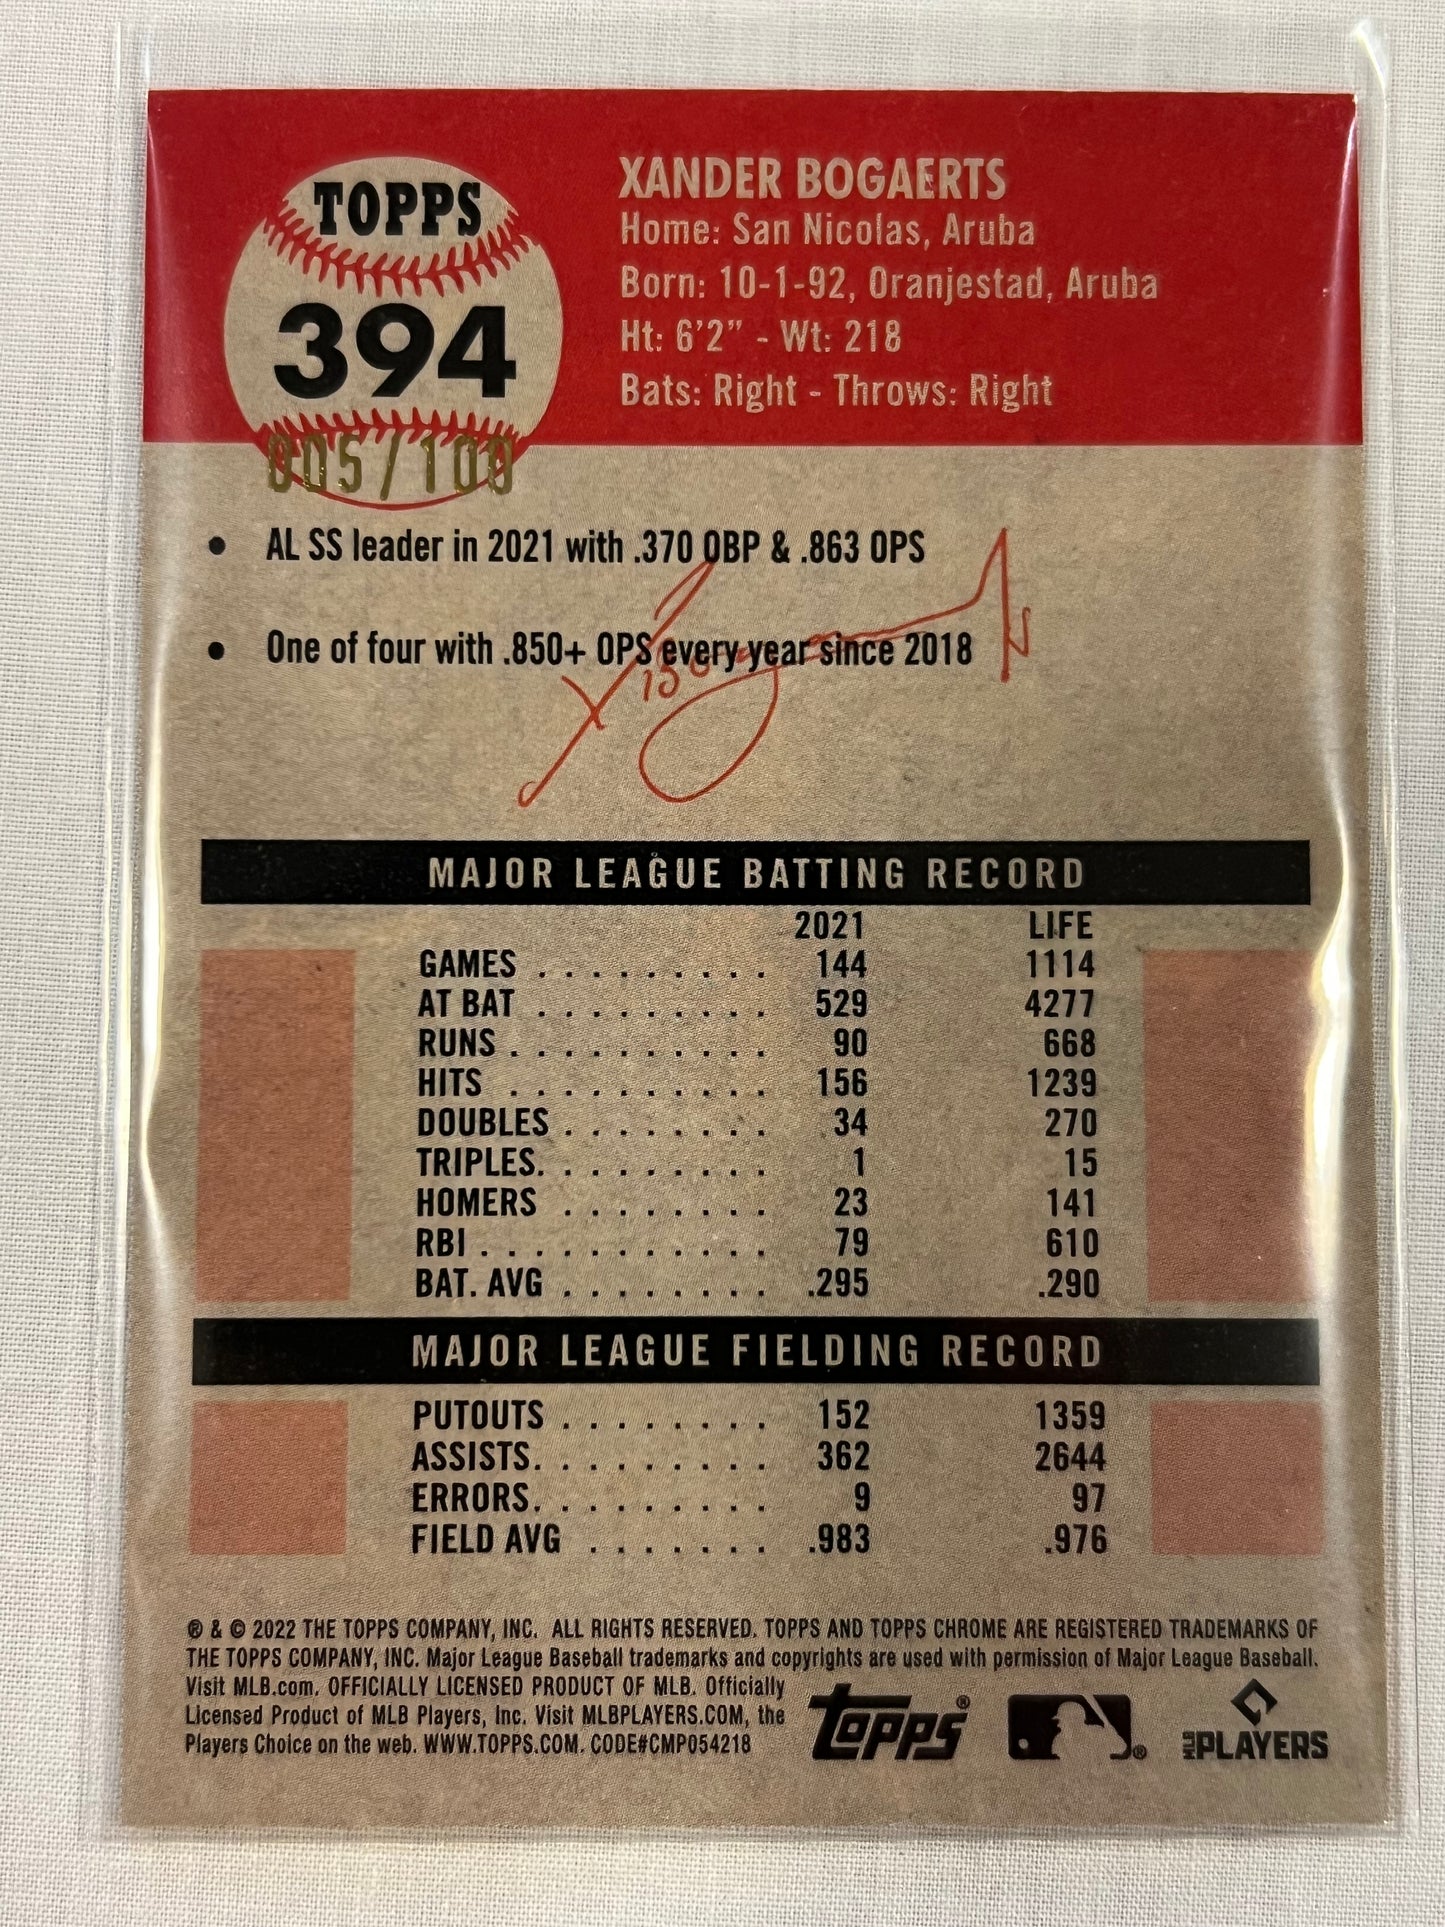 TOPPS
394
005/100
XANDER BOGAERTS
Home: San Nicolas, Aruba
Born: 10-1-92, Oranjestad, Aruba
Ht: 6'2" - Wt: 218
Bats: Right - Throws: Right
• AL SS leader in 2021 with .370 OBP & .863 OPS
• One of four with .850+ OPS every year since 2018
MAJOR LEAGUE BATTING RECORD
2021 LIFE
GAMES . . . . . . . . . 144 1114
AT BAT . . . . . . . . . 529 4277
RUNS . . . . . . . . . . 90 668
HITS . . . . . . . . . . 156 1239
DOUBLES . . . . . . . . 34 270
TRIPLES. . . . . . . . . 1 15
HOMERS . . . . . . . . 23 141
RBI . . . . . . . . . . . 79 610
BAT. AVG . . . . . . . . .295 .290
MAJOR LEAGUE FIELDING RECORD
PUTOUTS . . . . . . . . 152 1359
ASSISTS. . . . . . . . . 362 2644
ERRORS. . . . . . . . . 9 97
FIELD AVG . . . . . . . .983 .976
® & © 2022 THE TOPPS COMPANY, INC. ALL RIGHTS RESERVED. TOPPS AND TOPPS CHROME ARE REGISTERED TRADEMARKS OF
THE TOPPS COMPANY, INC. Major League Baseball trademarks and copyrights are used with permission of Major League Baseball.
Visit MLB.com. OFFICIALLY LICENSED PRODUCT OF MLB. Officially
Licensed Product of MLB Players, Inc. Visit MLBPLAYERS.COM, the
Players Choice on the web. WWW.TOPPS.COM. CODE#CMP054218
Topps®
®
MLB PLAYERS